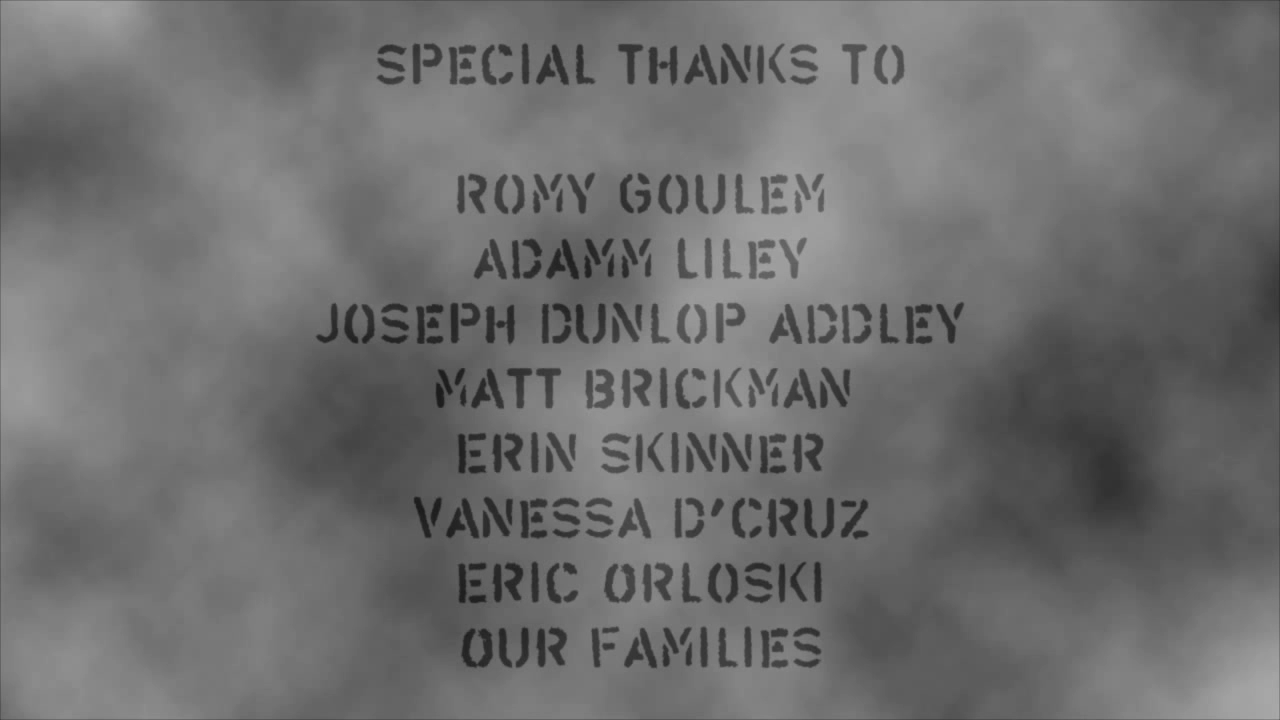 SPECIAL THANKS TO
ROMY GOULEM
ADAMM LILEY
JOSEPH DUNLOP ADDLEY
MATT BRICKMAN
ERIN SKINNER
VANESSA D'CRUZ
ERIC ORLOSKI
OUR FAMILIES